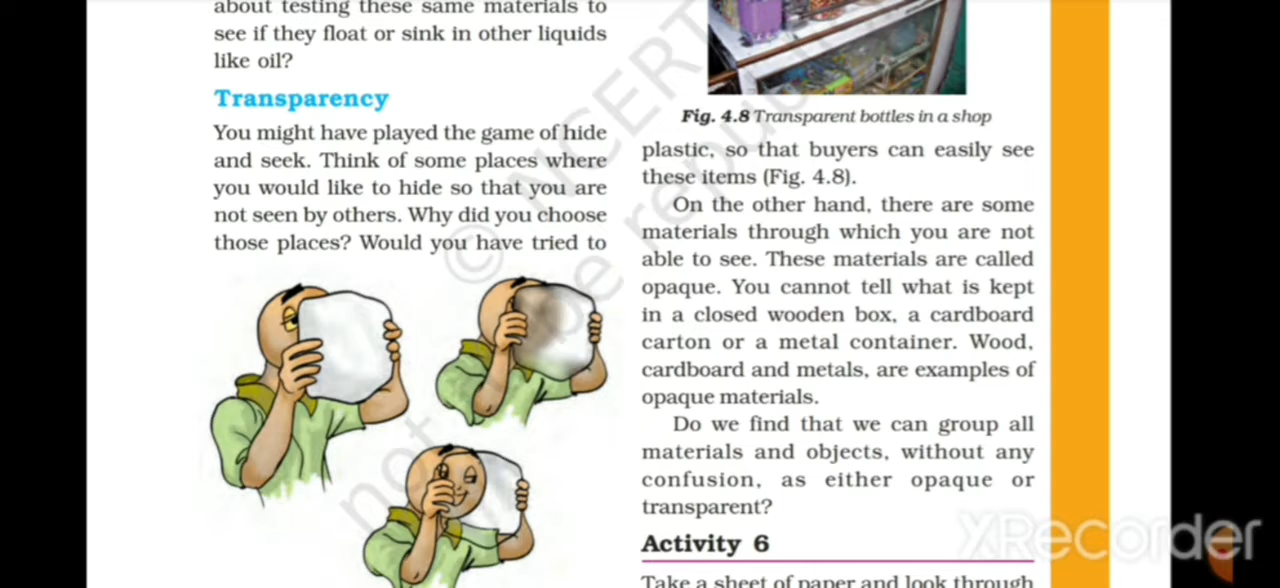 about testing these same materials to
see if they float or sink in other liquids
like oil?
Transparency
You might have played the game of hide
and seek. Think of some places where
you would like to hide so that you are
not seen by others. Why did you choose
those places? Would you have tried to
Fig. 4.8 Transparent bottles in a shop
plastic, so that buyers can easily see
these items (Fig. 4.8).
On the other hand, there are some
materials through which you are not
able to see. These materials are called
opaque. You cannot tell what is kept
in a closed wooden box, a cardboard
carton or a metal container. Wood,
cardboard and metals, are examples of
opaque materials.
Do we find that we can group all
materials and objects, without any
confusion, as either opaque or
transparent?
Activity 6
Take a sheet of paper and look through
© NCERT
not be republi
XRecorder